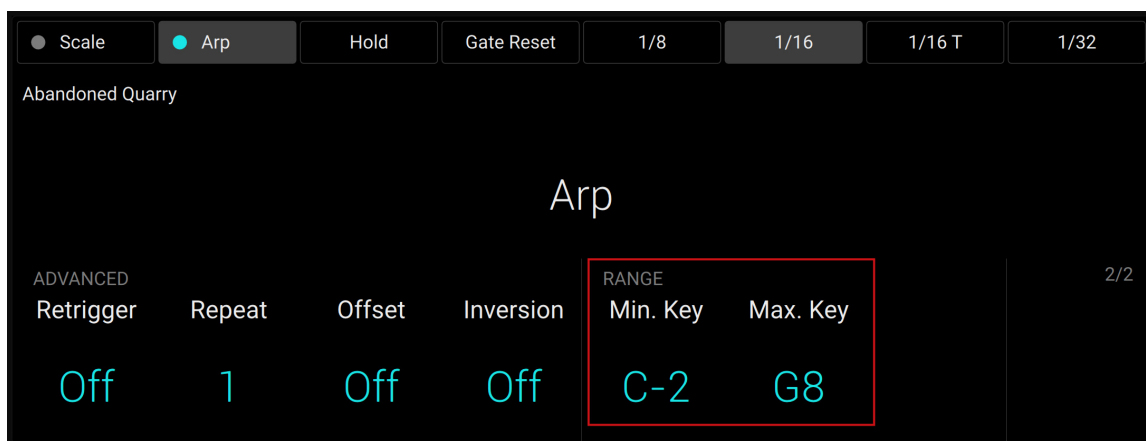 Scale Arp Hold Gate Reset 1/8 1/16 1/16 T 1/32
Abandoned Quarry
Arp
ADVANCED RANGE 2/2
Retrigger Repeat Offset Inversion Min. Key Max. Key
Off 1 Off Off C-2 G8